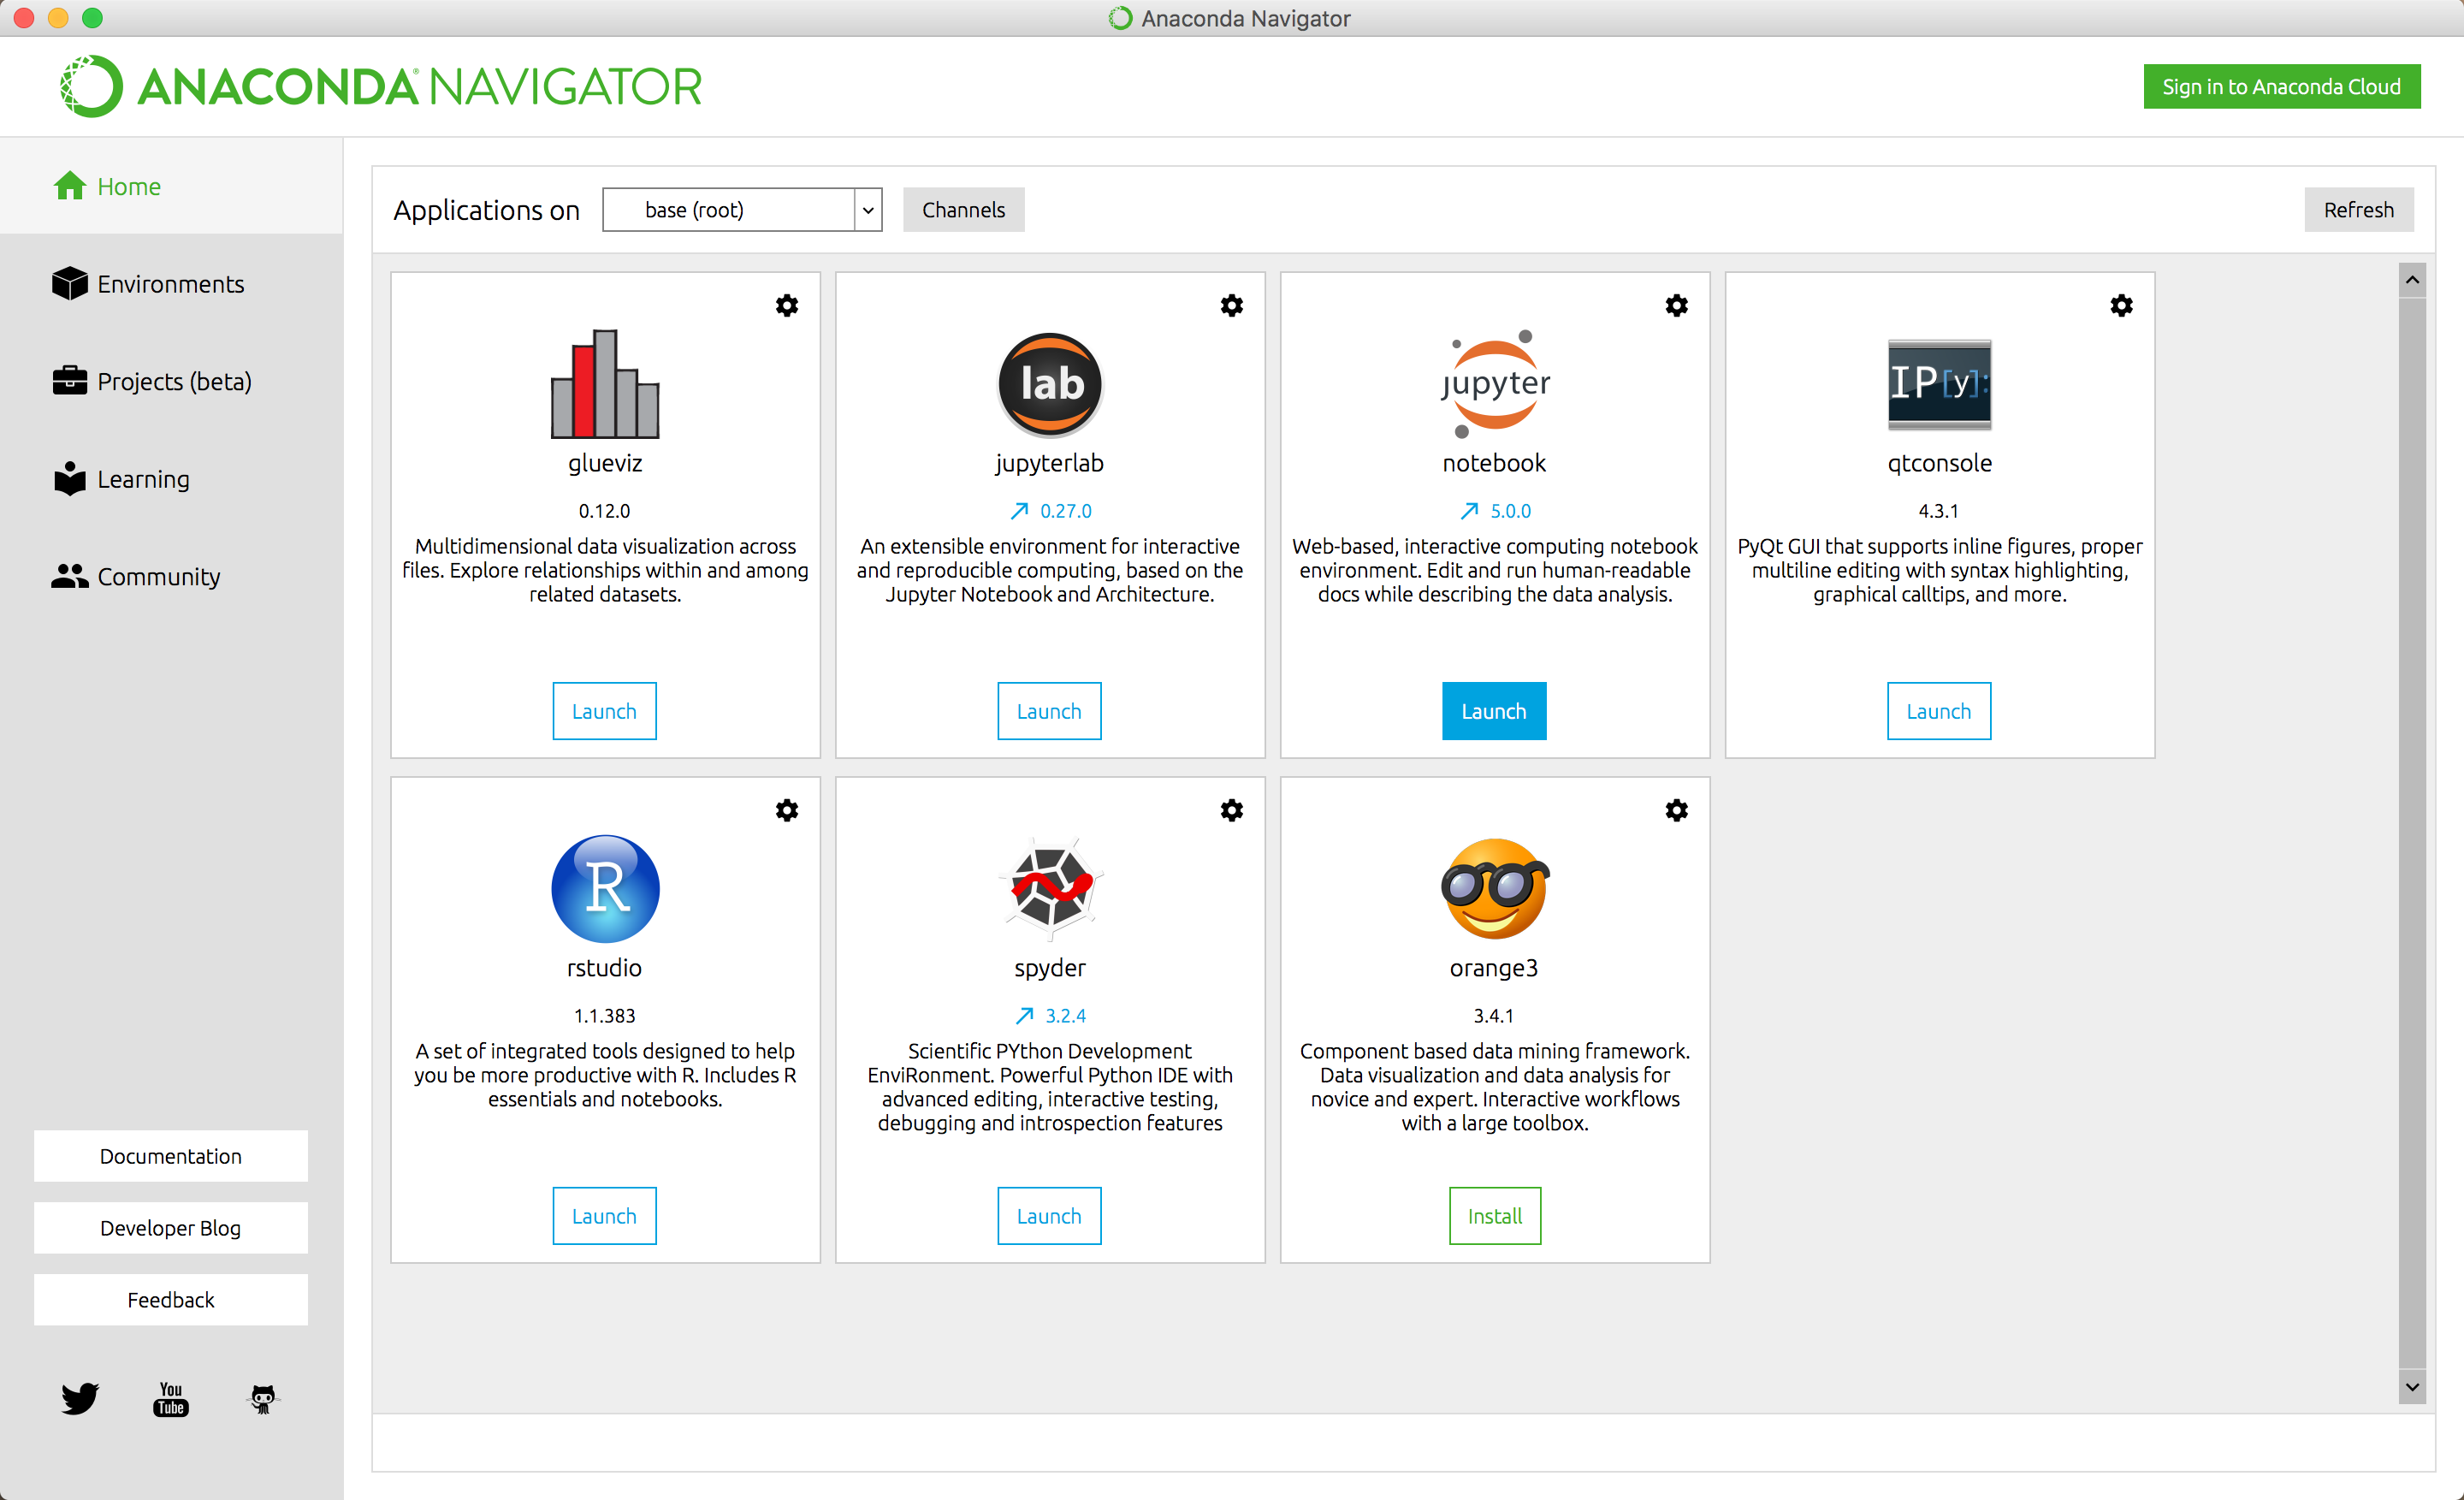 Anaconda Navigator
ANACONDA® NAVIGATOR
Sign in to Anaconda Cloud
Home
Environments
Projects (beta)
Learning
Community
Documentation
Developer Blog
Feedback
You
Tube
Applications on
base (root)
Channels
Refresh
glueviz
0.12.0
Multidimensional data visualization across
files. Explore relationships within and among
related datasets.
Launch
lab
jupyterlab
0.27.0
An extensible environment for interactive
and reproducible computing, based on the
Jupyter Notebook and Architecture.
Launch
jupyter
notebook
5.0.0
Web-based, interactive computing notebook
environment. Edit and run human-readable
docs while describing the data analysis.
Launch
IP[y]:
qtconsole
4.3.1
PyQt GUI that supports inline figures, proper
multiline editing with syntax highlighting,
graphical calltips, and more.
Launch
R
rstudio
1.1.383
A set of integrated tools designed to help
you be more productive with R. Includes R
essentials and notebooks.
Launch
spyder
3.2.4
Scientific PYthon Development
EnviRonment. Powerful Python IDE with
advanced editing, interactive testing,
debugging and introspection features
Launch
orange3
3.4.1
Component based data mining framework.
Data visualization and data analysis for
novice and expert. Interactive workflows
with a large toolbox.
Install